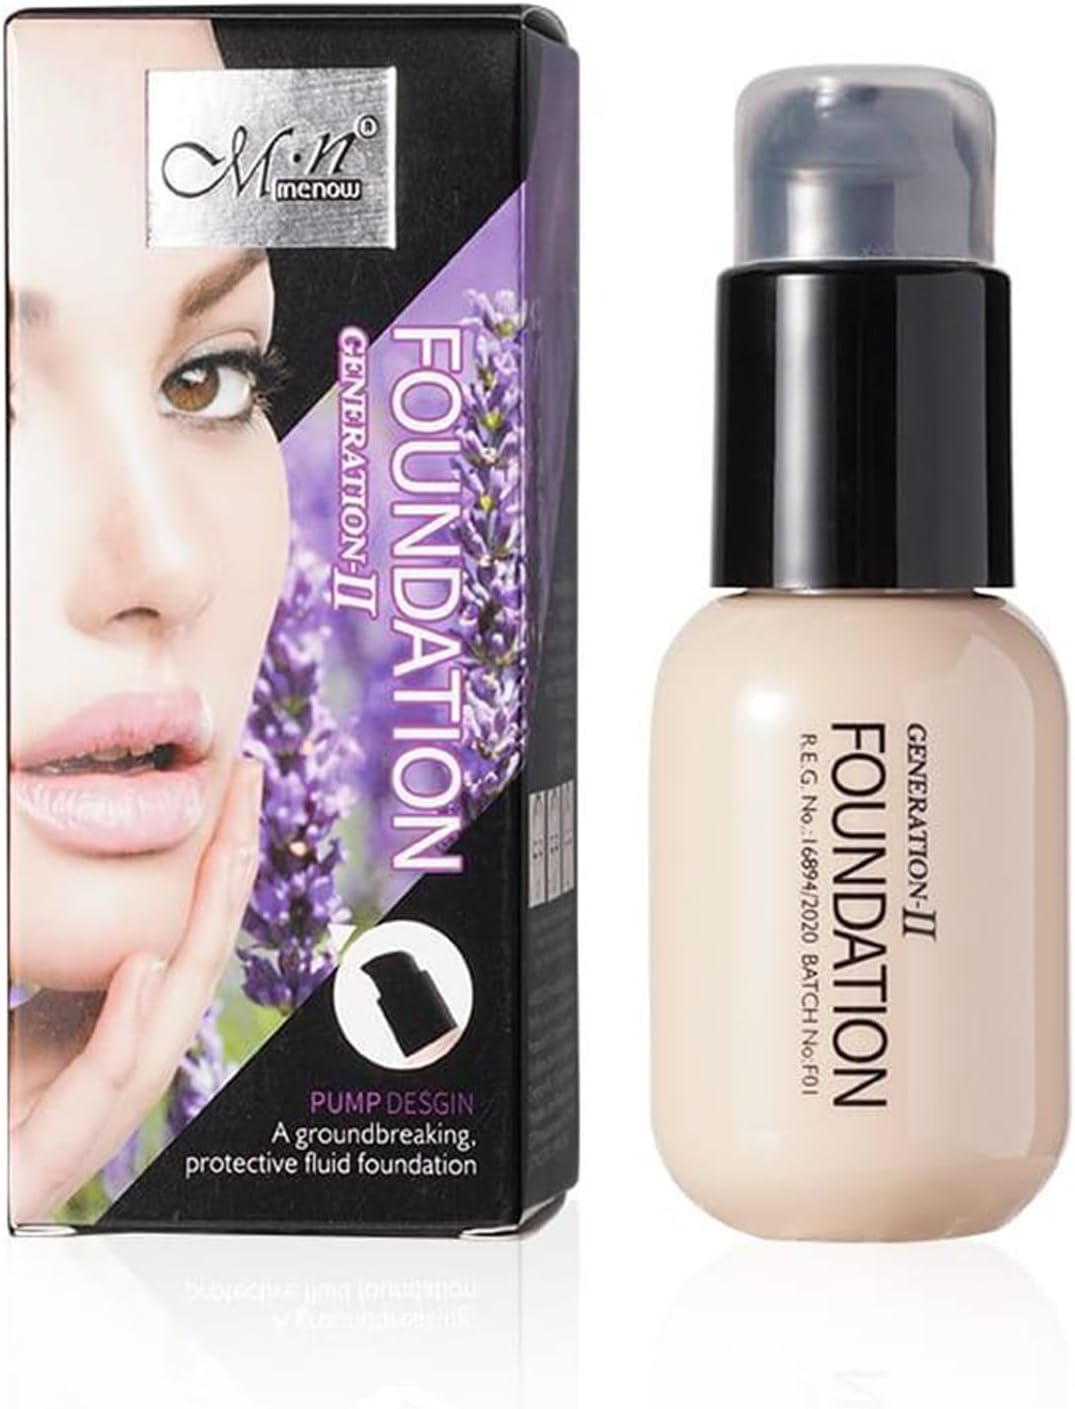 M·n®
menow
FOUNDATION
GENERATION-II
PUMP DESGIN
A groundbreaking,
protective fluid foundation
GENERATION-II
FOUNDATION
R.E.G. No.:16894/2020 BATCH No:F01